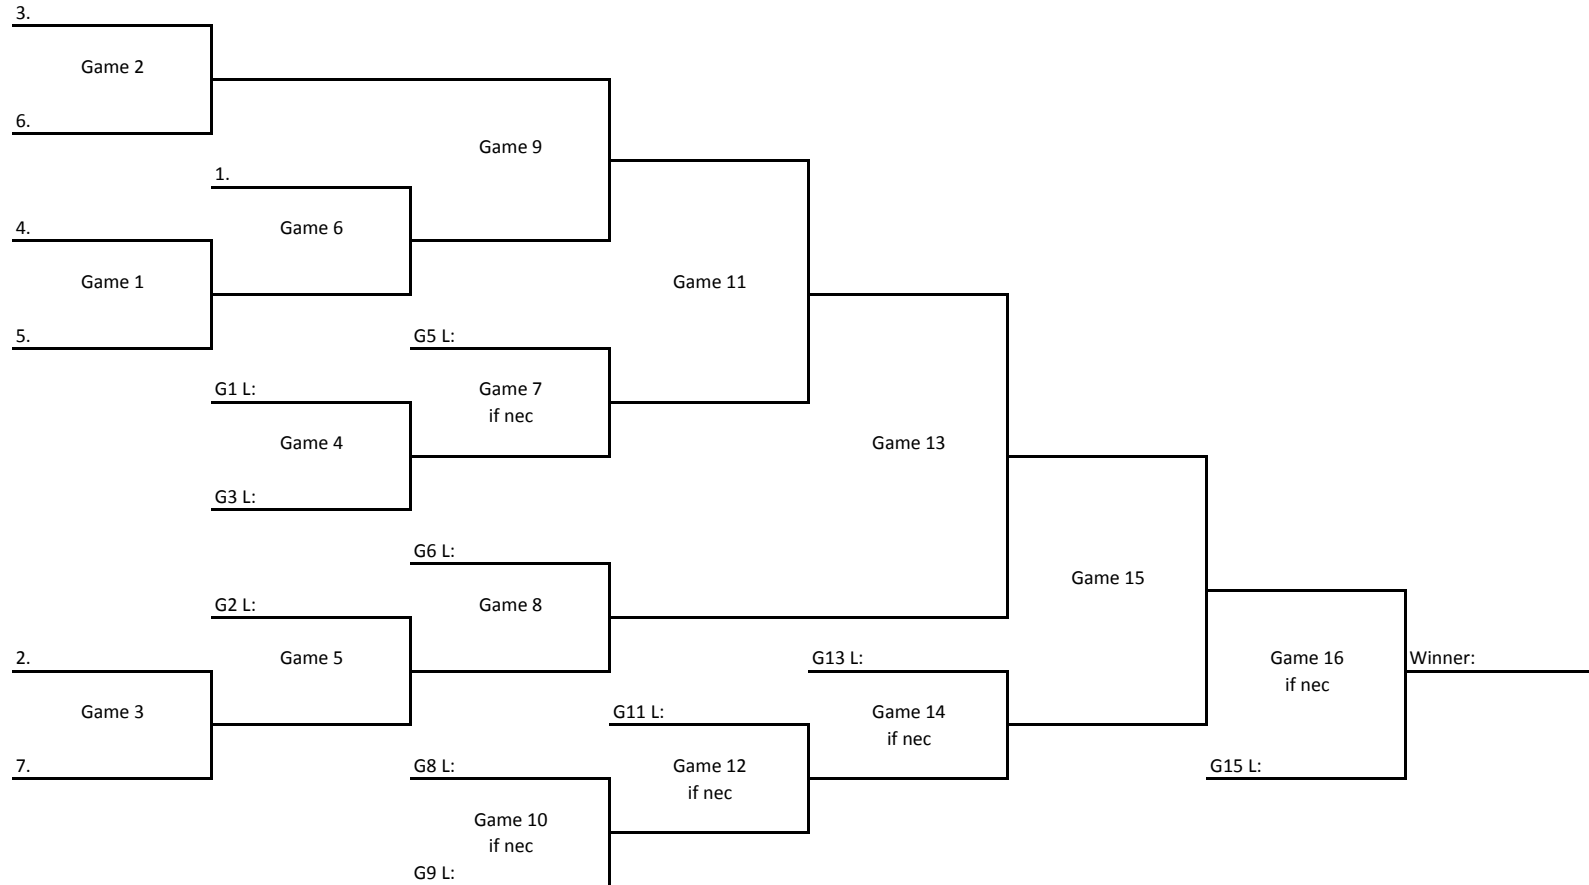 3.
Game 2
6.
Game 9
1.
4.
Game 6
Game 1
Game 11
5.
G5 L:
G1 L:
Game 7
if nec
Game 4
Game 13
G3 L:
G6 L:
Game 15
G2 L:
Game 8
2.
Game 5
G13 L:
Game 16
if nec
Winner:
Game 3
G11 L:
Game 14
if nec
7.
G8 L:
Game 12
if nec
G15 L:
Game 10
if nec
G9 L: